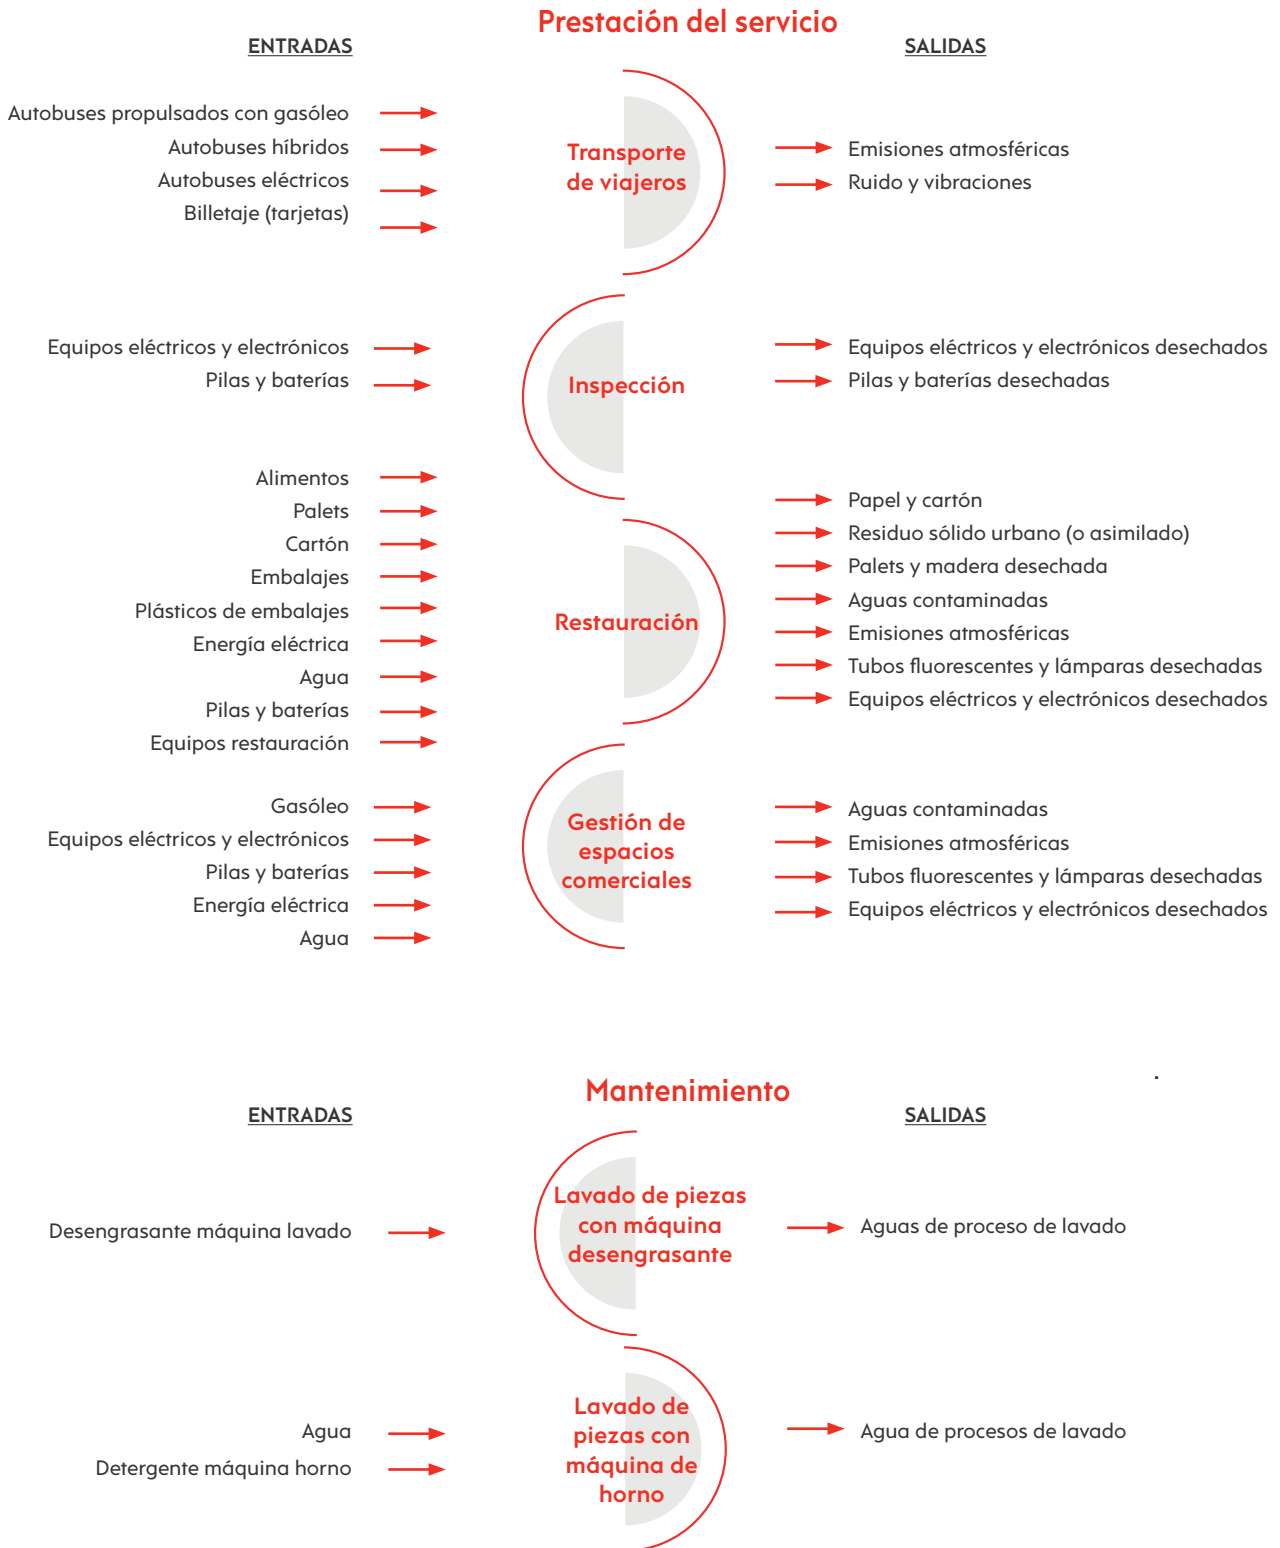 Prestación del servicio
ENTRADAS
SALIDAS
Autobuses propulsados con gasóleo
Autobuses híbridos
Autobuses eléctricos
Billetaje (tarjetas)
Transporte
de viajeros
Emisiones atmosféricas
Ruido y vibraciones
Equipos eléctricos y electrónicos
Pilas y baterías
Inspección
Equipos eléctricos y electrónicos desechados
Pilas y baterías desechadas
Alimentos
Palets
Cartón
Embalajes
Plásticos de embalajes
Energía eléctrica
Agua
Pilas y baterías
Equipos restauración
Restauración
Papel y cartón
Residuo sólido urbano (o asimilado)
Palets y madera desechada
Aguas contaminadas
Emisiones atmosféricas
Tubos fluorescentes y lámparas desechadas
Equipos eléctricos y electrónicos desechados
Gasóleo
Equipos eléctricos y electrónicos
Pilas y baterías
Energía eléctrica
Agua
Gestión de
espacios
comerciales
Aguas contaminadas
Emisiones atmosféricas
Tubos fluorescentes y lámparas desechadas
Equipos eléctricos y electrónicos desechados
.
Mantenimiento
ENTRADAS
SALIDAS
Desengrasante máquina lavado
Lavado de piezas
con máquina
desengrasante
Aguas de proceso de lavado
Agua
Detergente máquina horno
Lavado de
piezas con
máquina de
horno
Agua de procesos de lavado